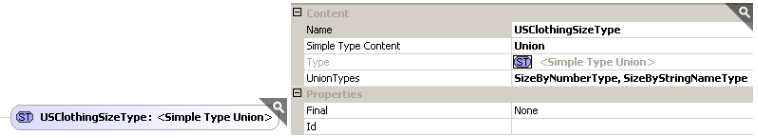 Content
Name USClothingSizeType
Simple Type Content Union
Type ST <Simple Type Union>
UnionTypes SizeByNumberType, SizeByStringNameType
Properties
Final None
Id
ST USClothingSizeType: <Simple Type Union>